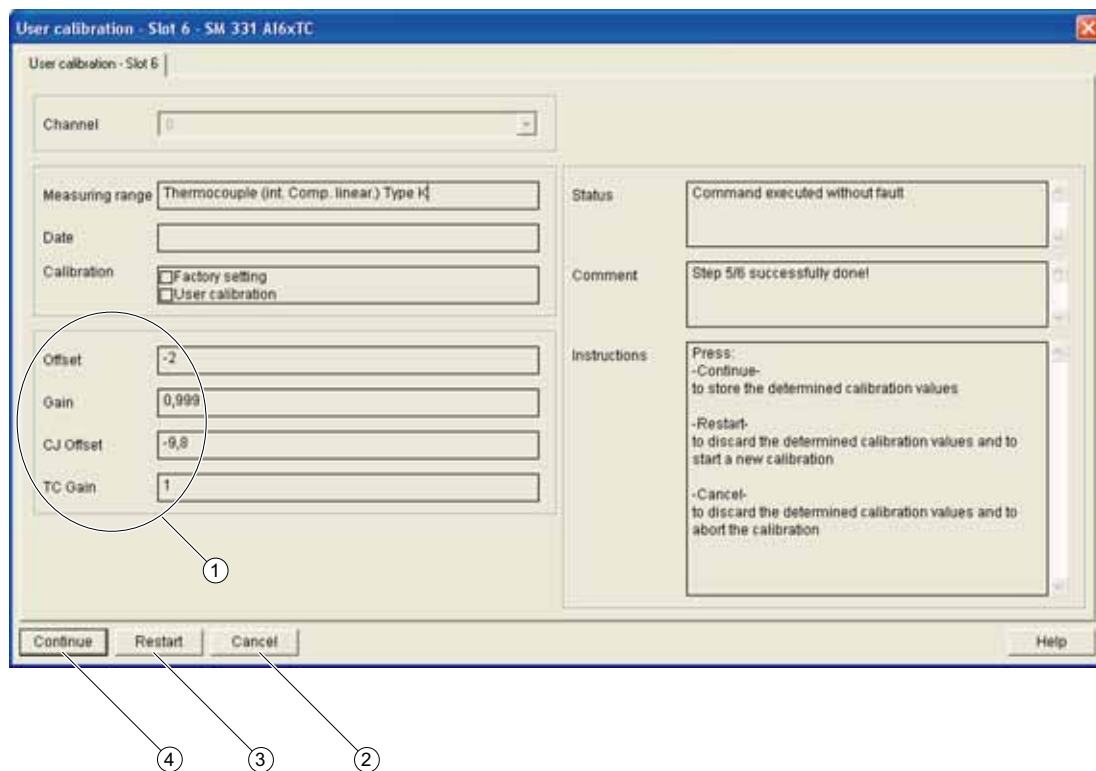 User calibration - Slot 6 - SM 331 AI6xTC
User calibration - Slot 6
Channel
0
Measuring range
Thermocouple (int. Comp. linear.) Type K
Date
Calibration
Factory setting
User calibration
Offset
-2
Gain
0,999
CJ Offset
-9,8
TC Gain
1
Status
Command executed without fault
Comment
Step 5/6 successfully done!
Instructions
Press:
-Continue-
to store the determined calibration values
-Restart-
to discard the determined calibration values and to
start a new calibration
-Cancel-
to discard the determined calibration values and to
abort the calibration
1
Continue
Restart
Cancel
Help
4
3
2